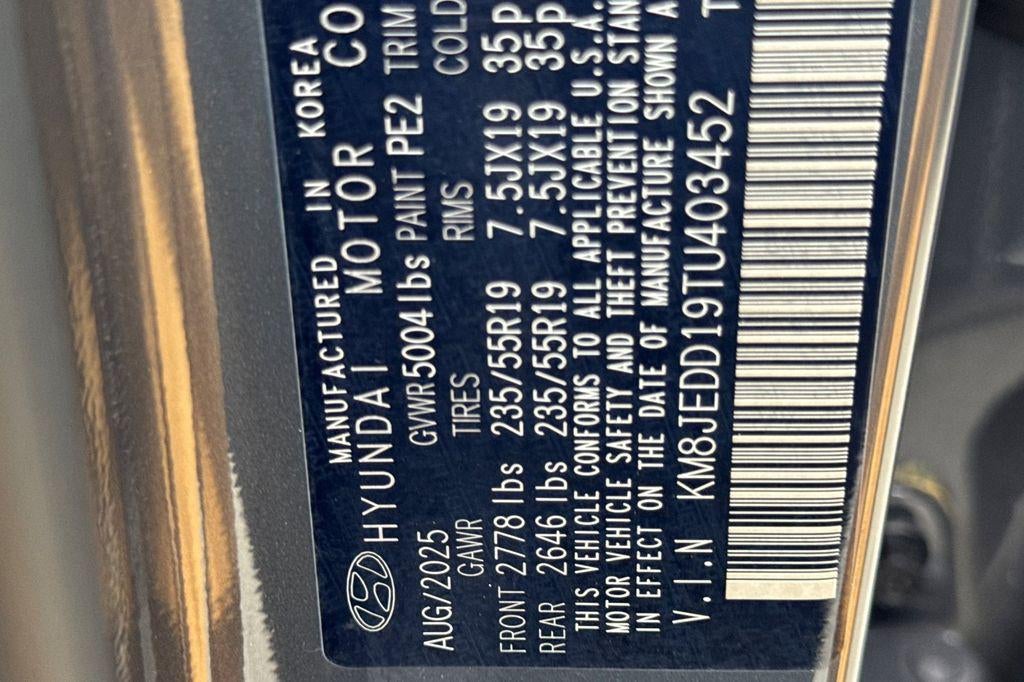 MANUFACTURED IN KOREA
HYUNDAI MOTOR CO
AUG/2025 GVWR5004lbs PAINT PE2 TRIM
GAWR TIRES RIMS COLD
FRONT 2778 lbs 235/55R19 7.5JX19 35P
REAR 2646 lbs 235/55R19 7.5JX19 35P
THIS VEHICLE CONFORMS TO ALL APPLICABLE U.S.A.
MOTOR VEHICLE SAFETY AND THEFT PREVENTION STAN
IN EFFECT ON THE DATE OF MANUFACTURE SHOWN A
V.I.N KM8JEDD19TU403452 T